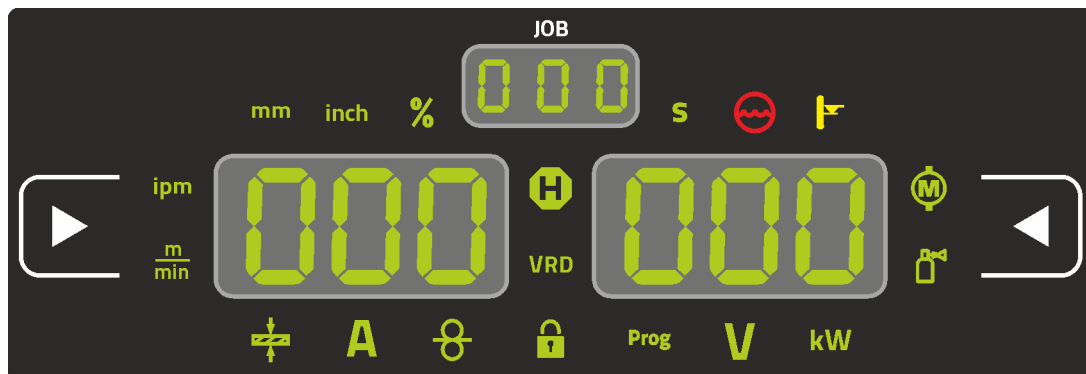 JOB
000
mm inch % S
ipm 000 H 000 M
m
min
VRD
A Prog V kW